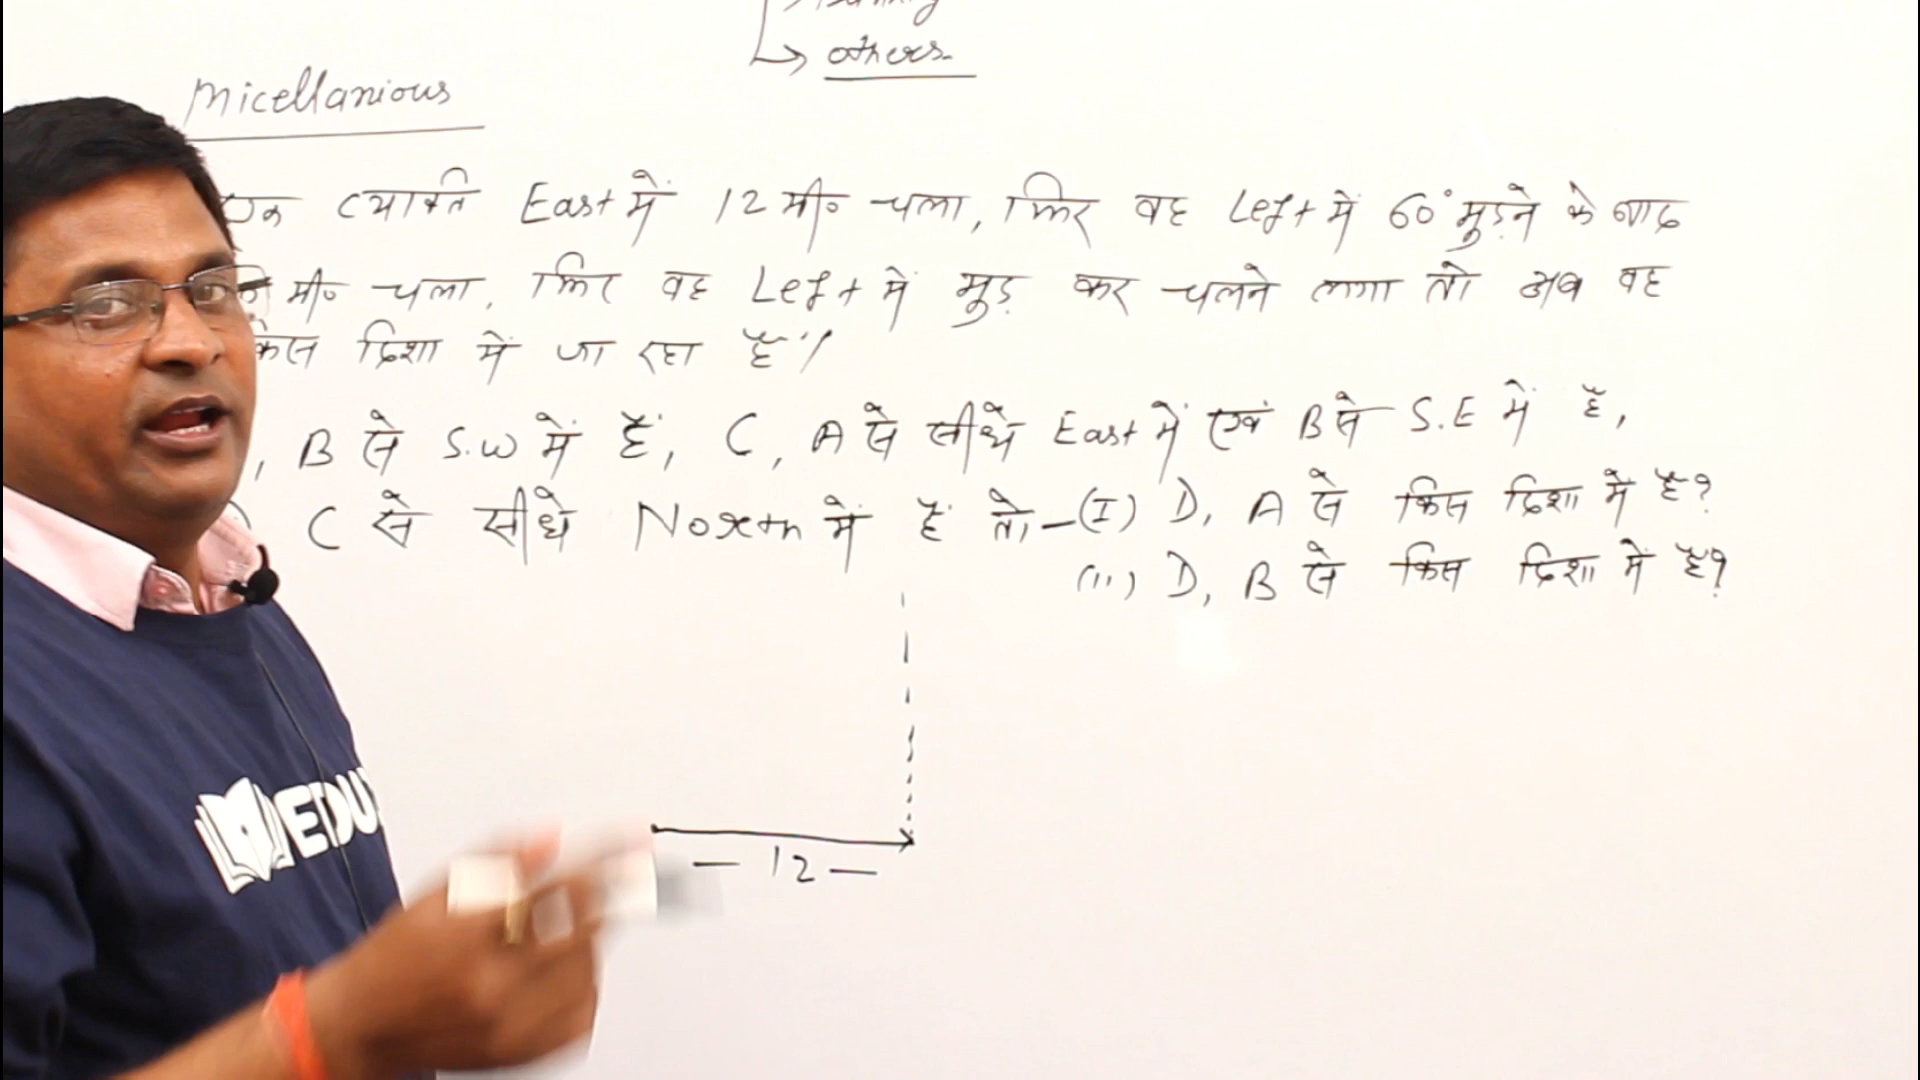 others
Micellanious
एक व्यक्ति East में 12 मी० चला, फिर वह Left में 60° मुड़ने के बाद
मी० चला, फिर वह Left में मुड़ कर चलने लगा तो अब वह
किस दिशा में जा रहा है?
, B से S.W में है, C, A से सीधे East में एवं B से S.E में है,
C से सीधे North में है तो- (I) D, A से किस दिशा में है?
(ii) D, B से किस दिशा में है?
— 12 —